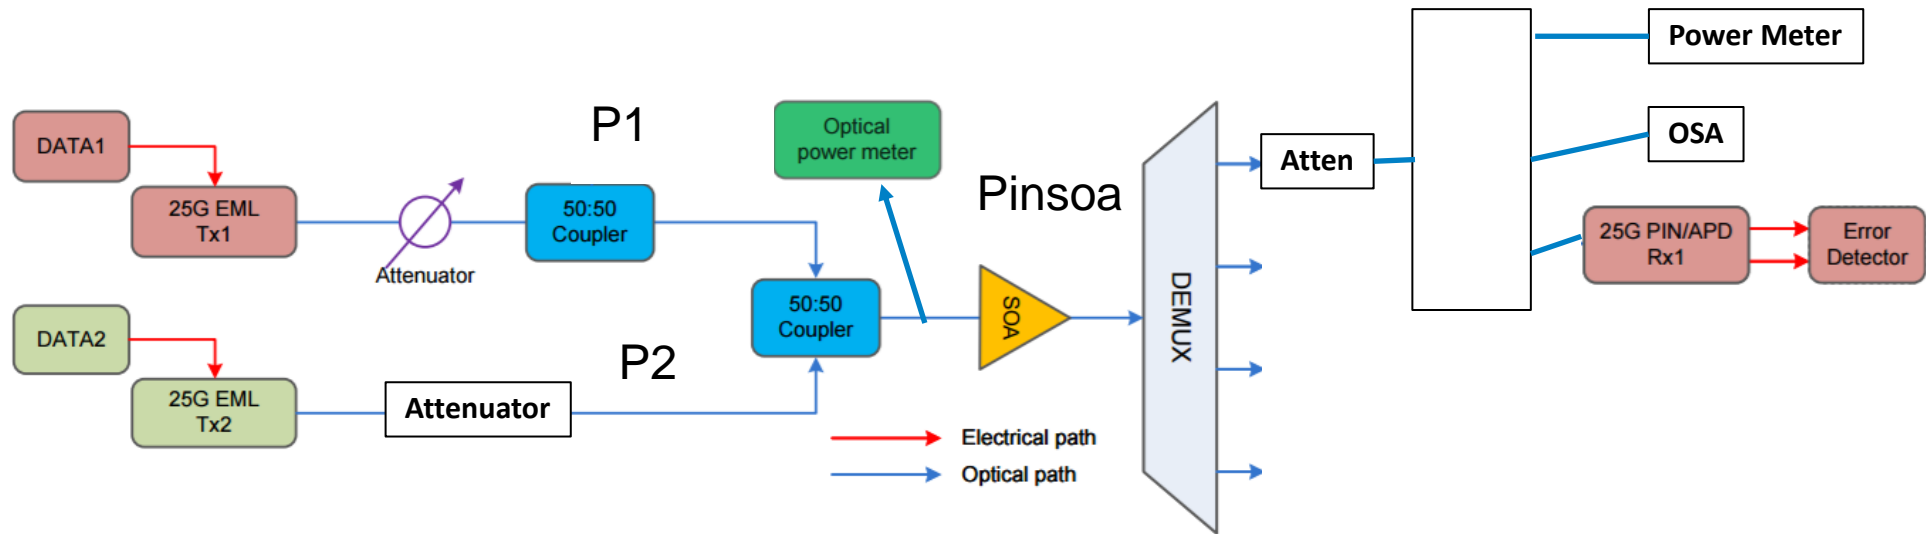 DATA1
25G EML
Tx1
Attenuator
P1
50:50
Coupler
Optical
power meter
Pinsoa
DATA2
25G EML
Tx2
Attenuator
P2
50:50
Coupler
SOA
DEMUX
Electrical path
Optical path
Atten
Power Meter
OSA
25G PIN/APD
Rx1
Error
Detector